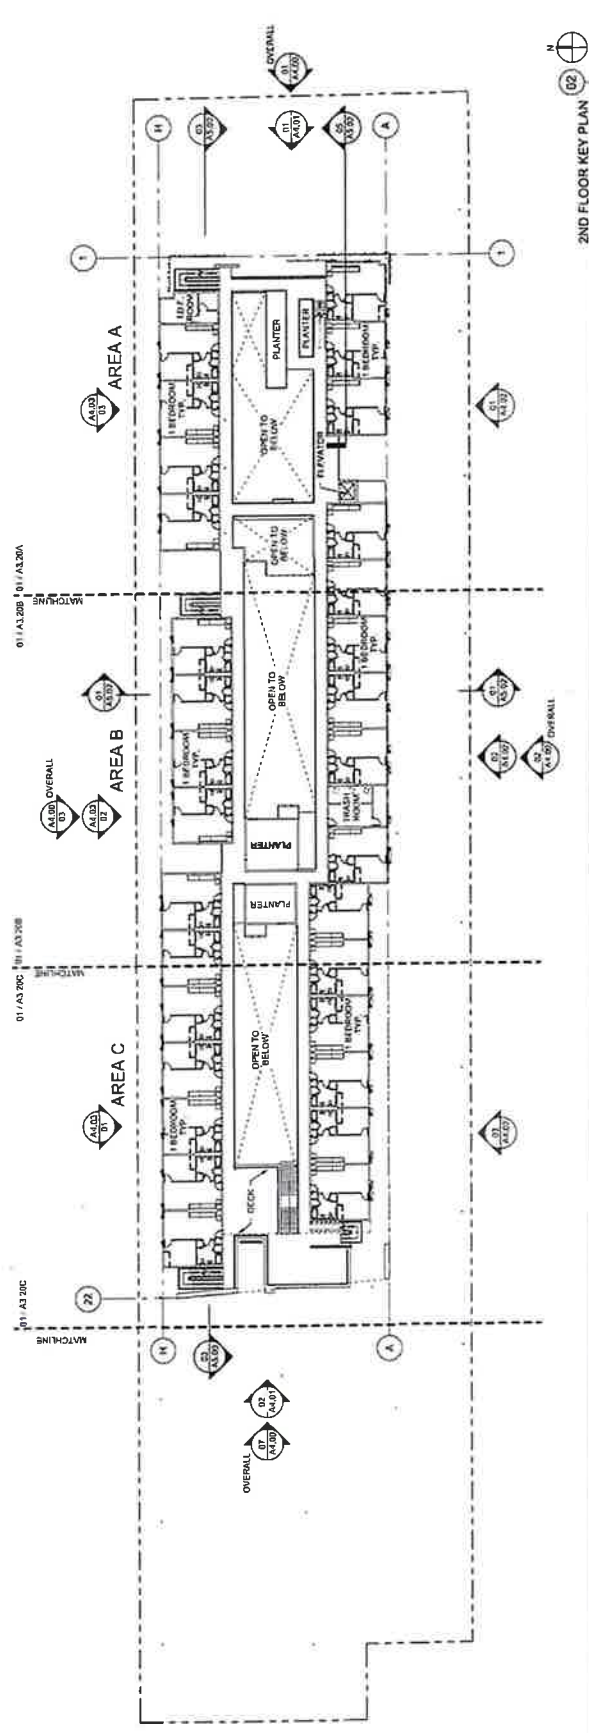 OVERALL
01
A4.00
N
02
2ND FLOOR KEY PLAN
H
03
A5.00
01
A4.01
05
A5.02
A
1
1
AREA A
A4.03
03
I.D.F.
ROOM
1 BEDROOM
TYP.
PLANTER
PLANTER
OPEN TO
BELOW
ELEVATOR
1 BEDROOM
TYP.
01
A4.02
01 / A3.20B
01 / A3.20A
MATCHLINE
OPEN TO
BELOW
AREA B
OVERALL
A4.00
03
A4.03
02
01
A5.02
1 BEDROOM
TYP.
OPEN TO
BELOW
1 BEDROOM
TYP.
TRASH
ROOM
PLANTER
01
A5.02
02
A4.02
02
A4.00
OVERALL
01 / A3.20C
01 / A3.20B
MATCHLINE
PLANTER
AREA C
A4.03
01
1 BEDROOM
TYP.
OPEN TO
BELOW
1 BEDROOM
TYP.
DECK
03
A4.02
01 / A3.20C
MATCHLINE
22
H
A
03
A5.00
02
A4.01
07
A4.00
OVERALL